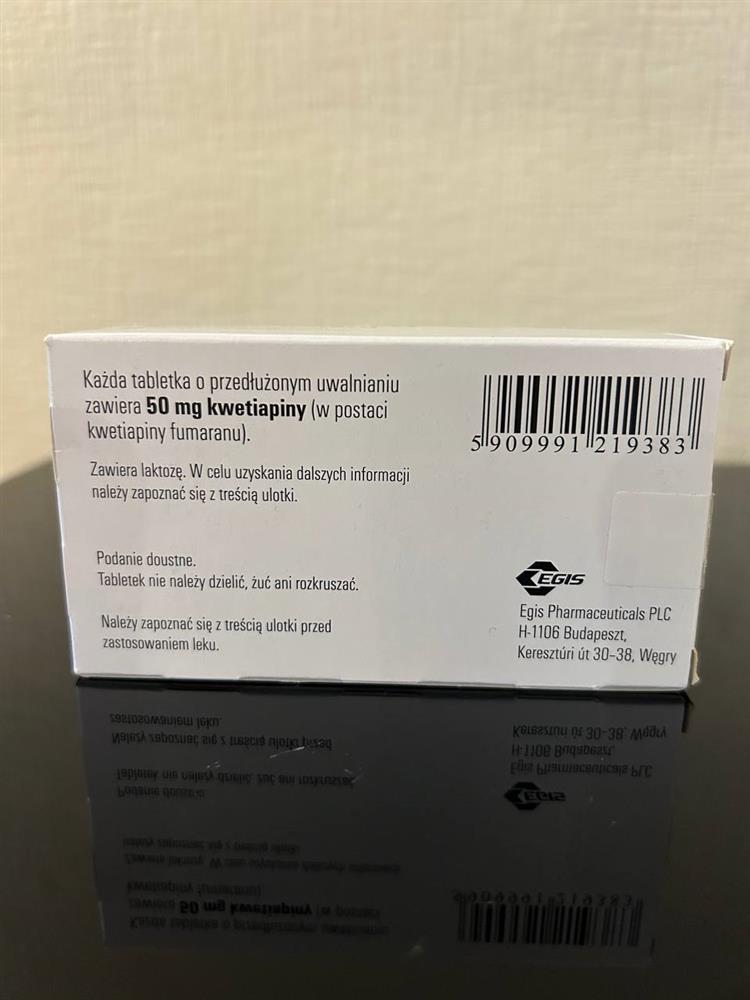 Każda tabletka o przedłużonym uwalnianiu
zawiera 50 mg kwetiapiny (w postaci
kwetiapiny fumaranu).
Zawiera laktozę. W celu uzyskania dalszych informacji
należy zapoznać się z treścią ulotki.
Podanie doustne.
Tabletek nie należy dzielić, żuć ani rozkruszać.
Należy zapoznać się z treścią ulotki przed
zastosowaniem leku.
5 909991 219383
EGIS
Egis Pharmaceuticals PLC
H-1106 Budapeszt,
Keresztúri út 30-38, Węgry